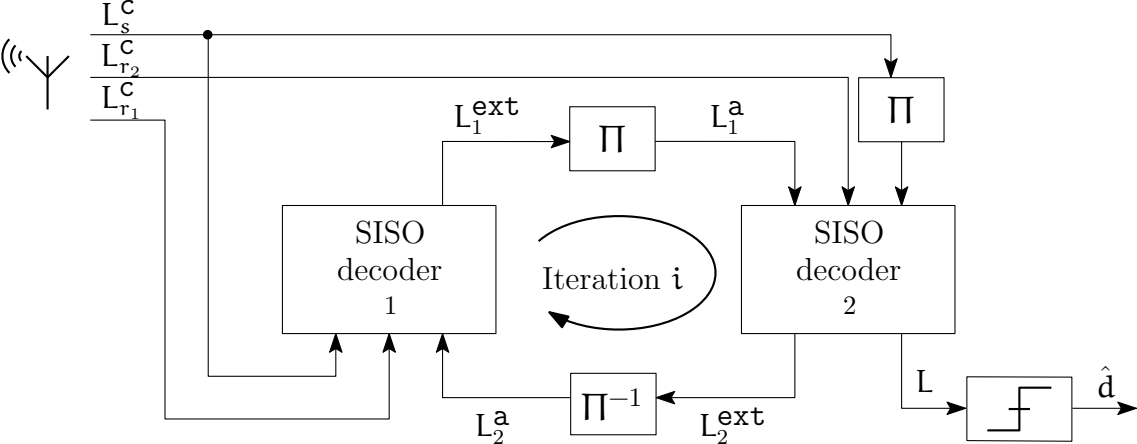 L_s^c
L_{r_2}^c
L_{r_1}^c
L_1^{ext}
Π
L_1^a
Π
SISO
decoder
1
Iteration i
SISO
decoder
2
L_2^a
Π^{-1}
L_2^{ext}
L
d̂